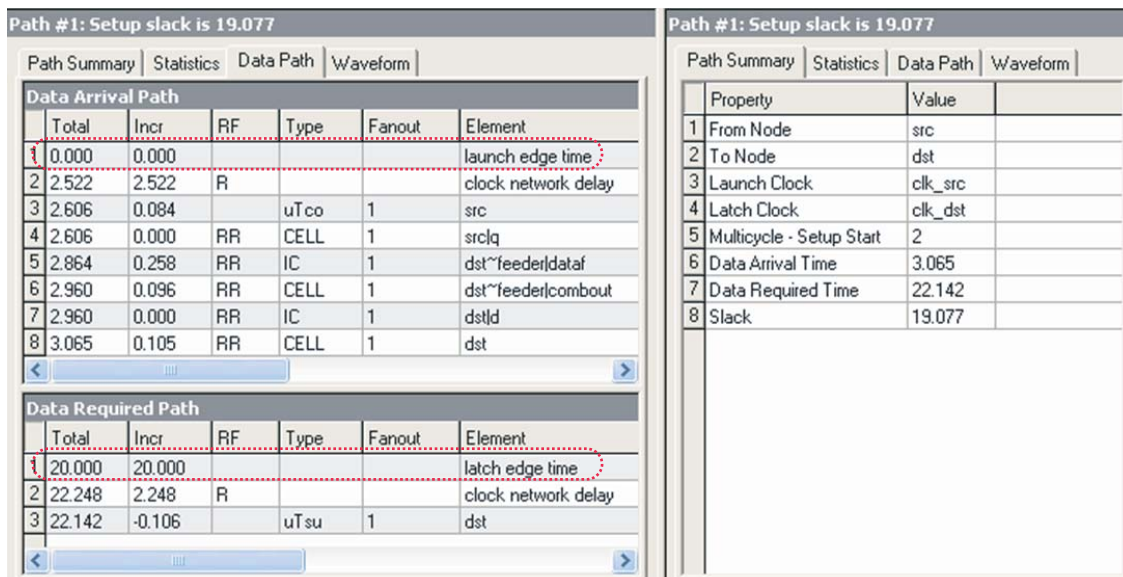 Path #1: Setup slack is 19.077
Path Summary Statistics Data Path Waveform
Data Arrival Path
Total Incr RF Type Fanout Element
1 0.000 0.000 launch edge time
2 2.522 2.522 R clock network delay
3 2.606 0.084 uTco 1 src
4 2.606 0.000 RR CELL 1 src|q
5 2.864 0.258 RR IC 1 dst~feeder|dataf
6 2.960 0.096 RR CELL 1 dst~feeder|combout
7 2.960 0.000 RR IC 1 dst|d
8 3.065 0.105 RR CELL 1 dst
Data Required Path
Total Incr RF Type Fanout Element
1 20.000 20.000 latch edge time
2 22.248 2.248 R clock network delay
3 22.142 -0.106 uTsu 1 dst
Path #1: Setup slack is 19.077
Path Summary Statistics Data Path Waveform
Property Value
1 From Node src
2 To Node dst
3 Launch Clock clk_src
4 Latch Clock clk_dst
5 Multicycle - Setup Start 2
6 Data Arrival Time 3.065
7 Data Required Time 22.142
8 Slack 19.077